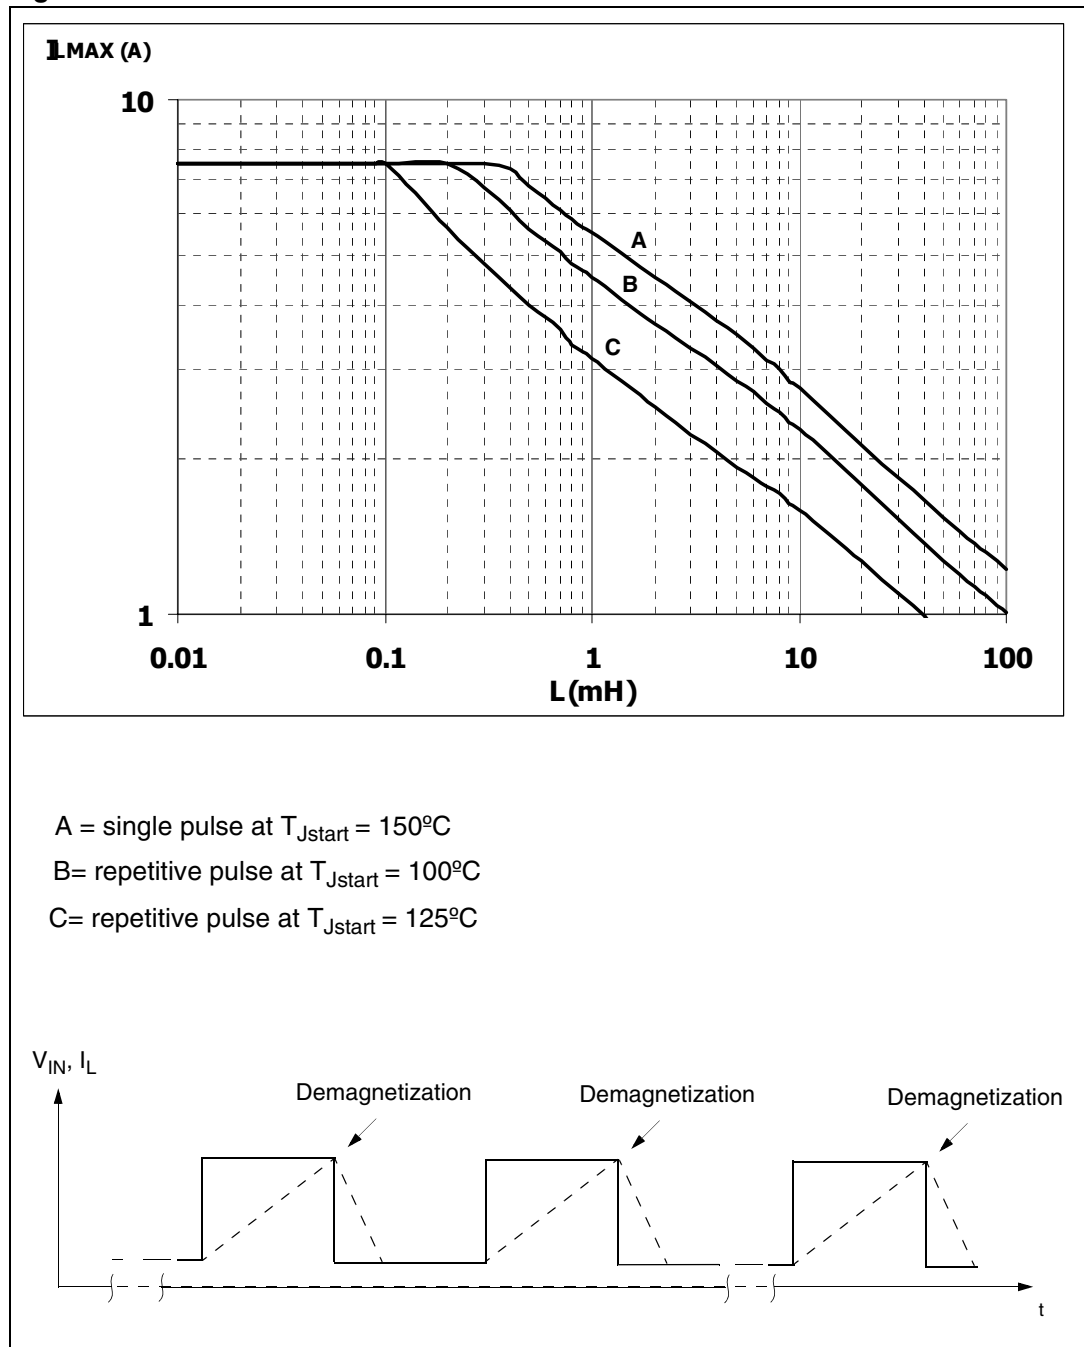 ILMAX (A)
10
A
B
C
1
0.01 0.1 1 10 100
L(mH)
A = single pulse at TJstart = 150ºC
B= repetitive pulse at TJstart = 100ºC
C= repetitive pulse at TJstart = 125ºC
VIN, IL
Demagnetization Demagnetization Demagnetization
t